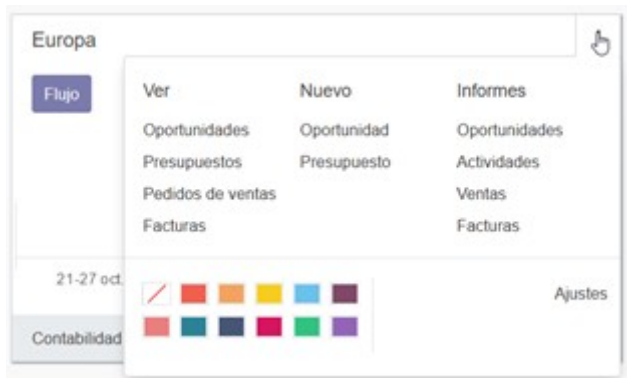 Europa
Flujo
Ver Nuevo Informes
Oportunidades Oportunidad Oportunidades
Presupuestos Presupuesto Actividades
Pedidos de ventas Ventas
Facturas Facturas
21-27 oct.
Ajustes
Contabilidad